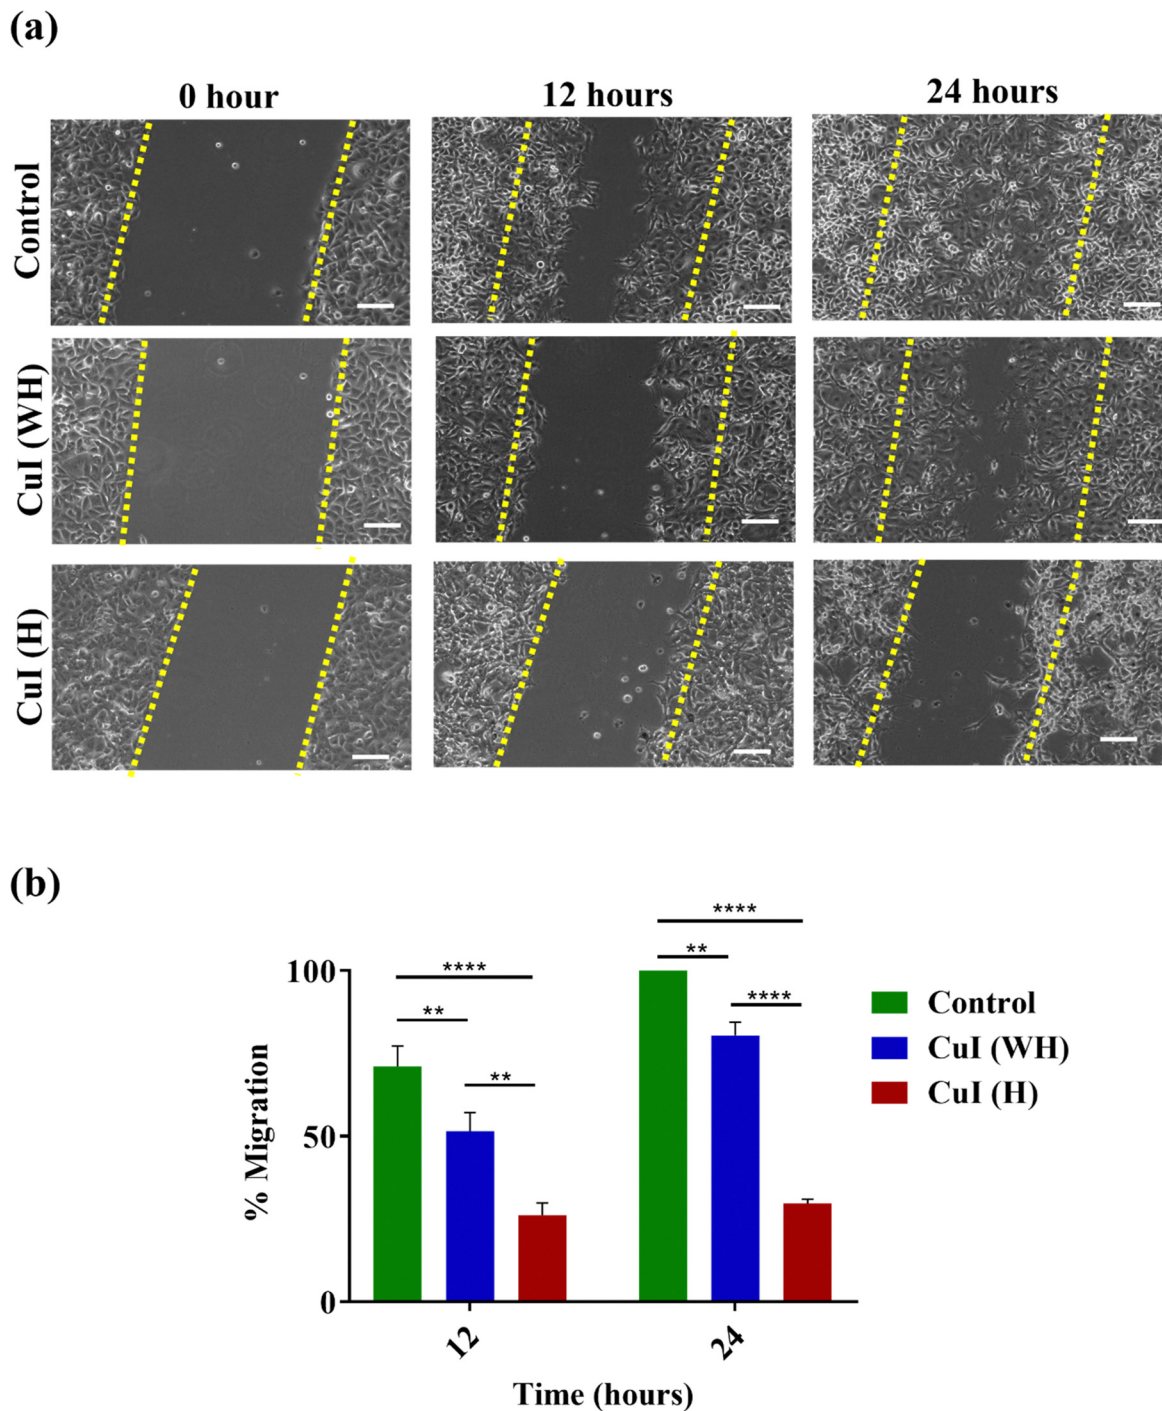 (a)
0 hour
12 hours
24 hours
Control
CuI (WH)
CuI (H)
(b)
****
**
**
****
**
****
100
50
0
% Migration
12
24
Time (hours)
Control
CuI (WH)
CuI (H)